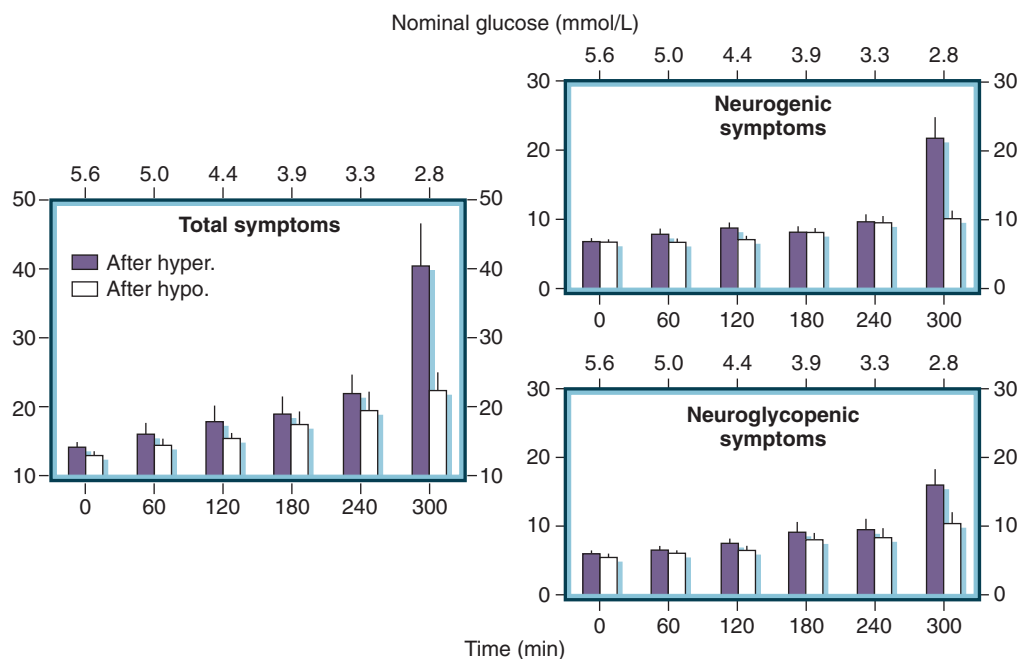 Nominal glucose (mmol/L)
5.6 5.0 4.4 3.9 3.3 2.8
50 50
Total symptoms
After hyper.
After hypo.
40 40
30 30
20 20
10 10
0 60 120 180 240 300
5.6 5.0 4.4 3.9 3.3 2.8
30 30
Neurogenic
symptoms
20 20
10 10
0 0
0 60 120 180 240 300
5.6 5.0 4.4 3.9 3.3 2.8
30 30
Neuroglycopenic
symptoms
20 20
10 10
0 0
0 60 120 180 240 300
Time (min)